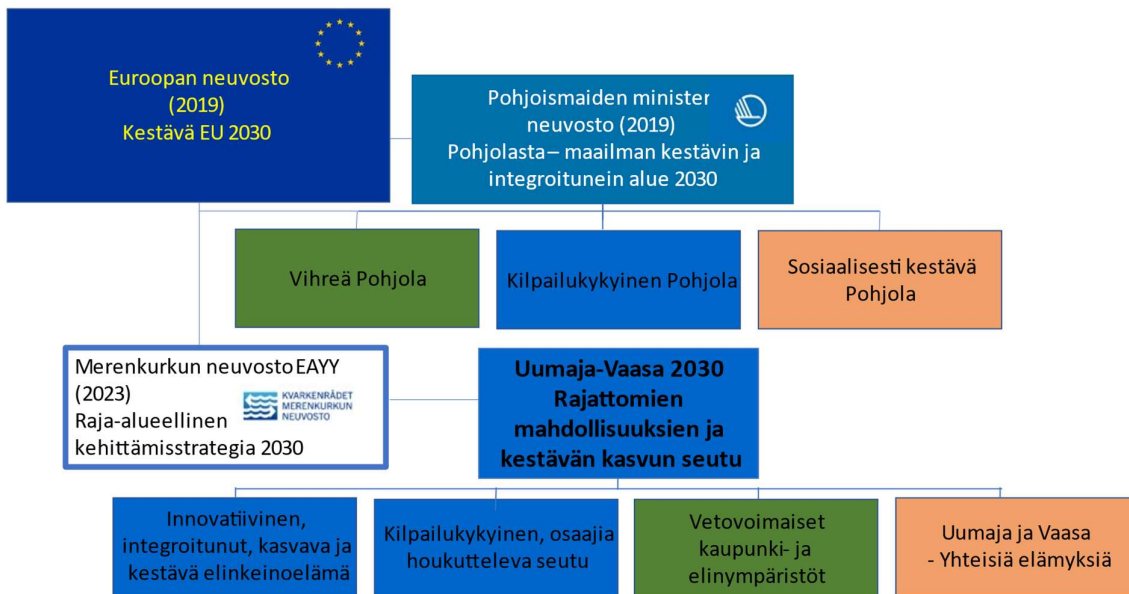 Euroopan neuvosto
(2019)
Kestävä EU 2030
Pohjoismaiden minister
neuvosto (2019)
Pohjolasta – maailman kestävin ja
integroitunein alue 2030
Vihreä Pohjola
Kilpailukykyinen Pohjola
Sosiaalisesti kestävä
Pohjola
Merenkurkun neuvosto EAYY
(2023)
Raja-alueellinen
kehittämisstrategia 2030
KVARKENRÅDET
MERENKURKUN
NEUVOSTO
Uumaja-Vaasa 2030
Rajattomien
mahdollisuuksien ja
kestävän kasvun seutu
Innovatiivinen,
integroitunut, kasvava ja
kestävä elinkeinoelämä
Kilpailukykyinen, osaajia
houkutteleva seutu
Vetovoimaiset
kaupunki- ja
elinympäristöt
Uumaja ja Vaasa
- Yhteisiä elämyksiä